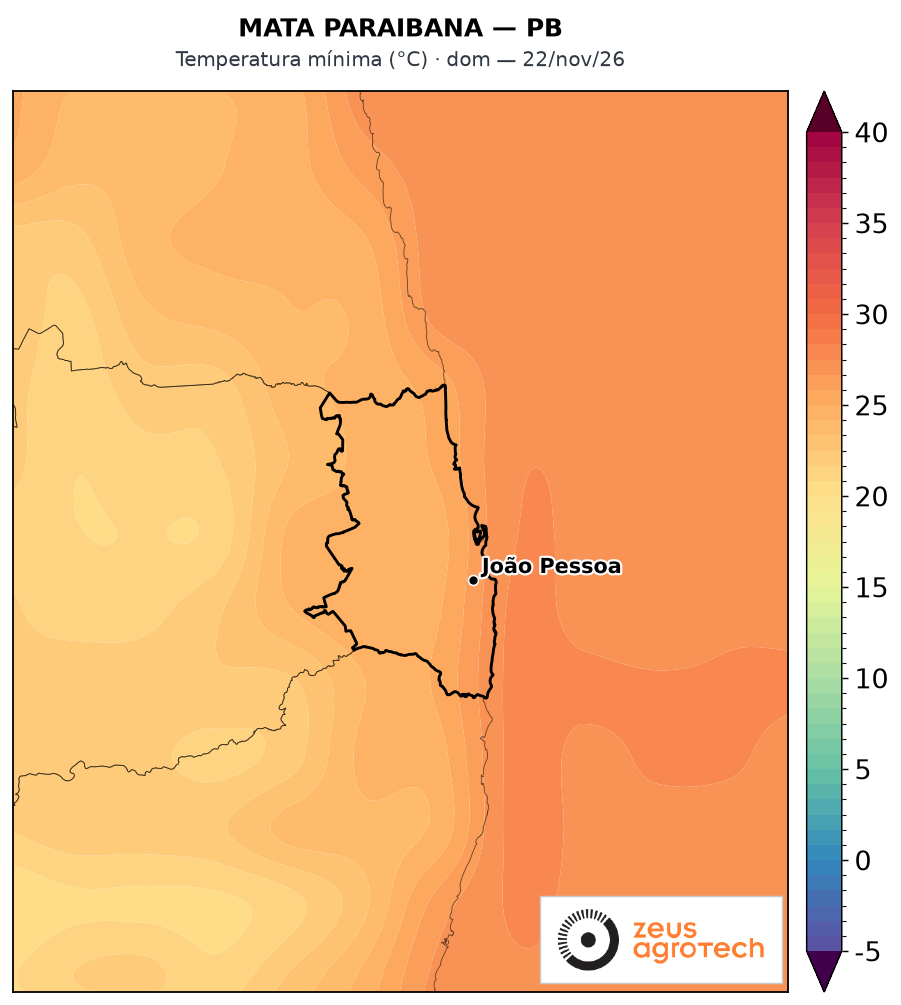 MATA PARAIBANA — PB
Temperatura mínima (°C) · dom — 22/nov/26
40
35
30
25
20
15
10
5
0
-5
João Pessoa
zeus
agrotech